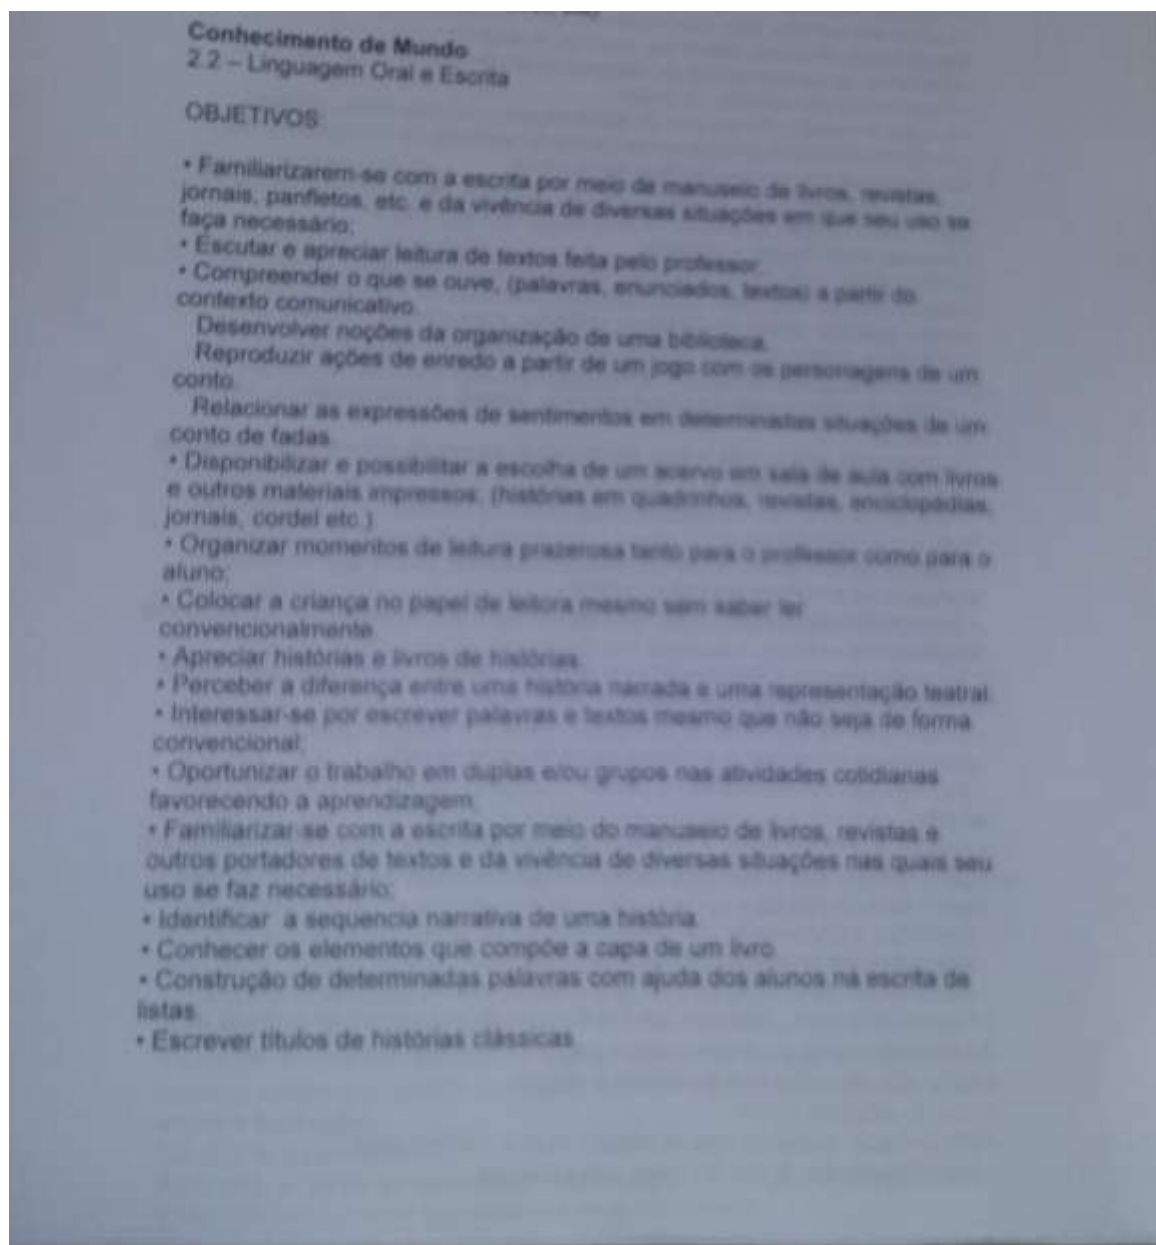 Conhecimento de Mundo
2.2 – Linguagem Oral e Escrita
OBJETIVOS:
• Familiarizarem-se com a escrita por meio de manuseio de livros, revistas,
jornais, panfletos, etc. e da vivência de diversas situações em que seu uso se
faça necessário;
• Escutar e apreciar leitura de textos feita pelo professor;
• Compreender o que se ouve, (palavras, enunciados, textos) a partir do
contexto comunicativo.
Desenvolver noções da organização de uma biblioteca.
Reproduzir ações de enredo a partir de um jogo com os personagens de um
conto.
Relacionar as expressões de sentimentos em determinadas situações de um
conto de fadas.
• Disponibilizar e possibilitar a escolha de um acervo em sala de aula com livros
e outros materiais impressos; (histórias em quadrinhos, revistas, enciclopédias,
jornais, cordel etc.)
• Organizar momentos de leitura prazerosa tanto para o professor como para o
aluno;
• Colocar a criança no papel de leitora mesmo sem saber ler
convencionalmente.
• Apreciar histórias e livros de histórias.
• Perceber a diferença entre uma história narrada e uma representação teatral.
• Interessar-se por escrever palavras e textos mesmo que não seja de forma
convencional;
• Oportunizar o trabalho em duplas e/ou grupos nas atividades cotidianas
favorecendo a aprendizagem;
• Familiarizar-se com a escrita por meio do manuseio de livros, revistas e
outros portadores de textos e da vivência de diversas situações nas quais seu
uso se faz necessário;
• Identificar a sequencia narrativa de uma história.
• Conhecer os elementos que compõe a capa de um livro.
• Construção de determinadas palavras com ajuda dos alunos na escrita de
listas.
• Escrever títulos de histórias clássicas.